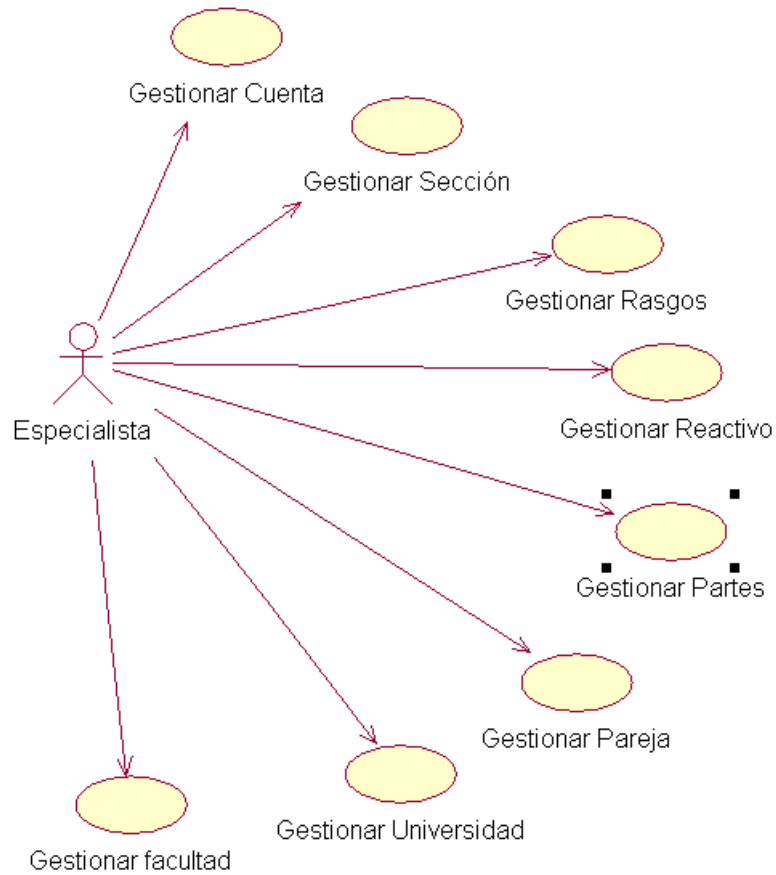 Gestionar Cuenta
Gestionar Sección
Gestionar Rasgos
Especialista
Gestionar Reactivo
Gestionar Partes
Gestionar Pareja
Gestionar Universidad
Gestionar facultad